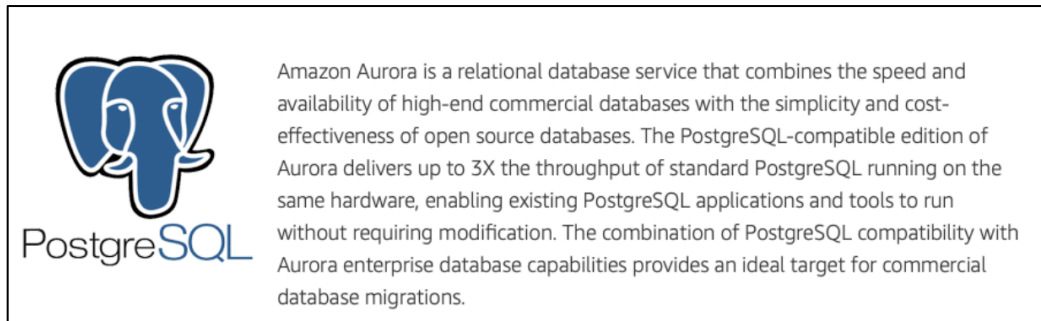 PostgreSQL
Amazon Aurora is a relational database service that combines the speed and
availability of high-end commercial databases with the simplicity and cost-
effectiveness of open source databases. The PostgreSQL-compatible edition of
Aurora delivers up to 3X the throughput of standard PostgreSQL running on the
same hardware, enabling existing PostgreSQL applications and tools to run
without requiring modification. The combination of PostgreSQL compatibility with
Aurora enterprise database capabilities provides an ideal target for commercial
database migrations.